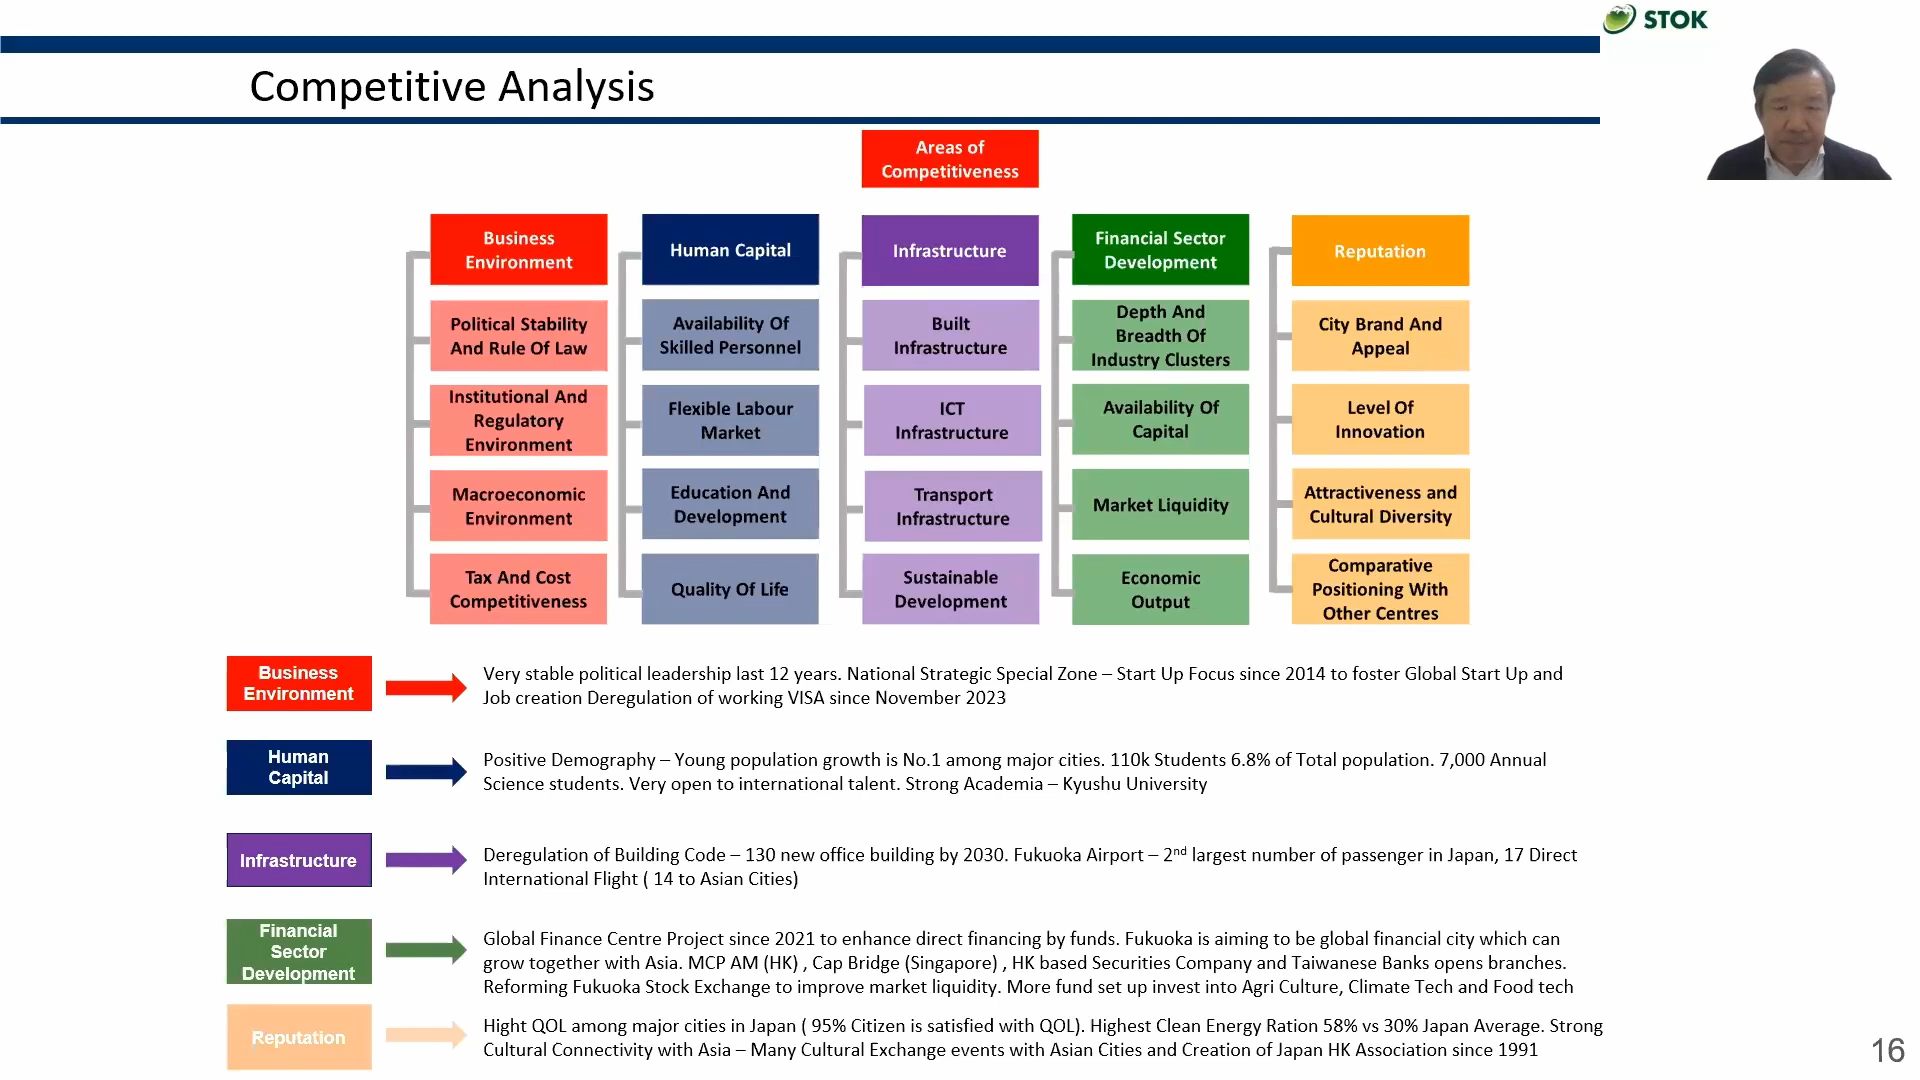 STOK
Competitive Analysis
Areas of
Competitiveness
Business
Environment
Political Stability
And Rule Of Law
Institutional And
Regulatory
Environment
Macroeconomic
Environment
Tax And Cost
Competitiveness
Human Capital
Availability Of
Skilled Personnel
Flexible Labour
Market
Education And
Development
Quality Of Life
Infrastructure
Built
Infrastructure
ICT
Infrastructure
Transport
Infrastructure
Sustainable
Development
Financial Sector
Development
Depth And
Breadth Of
Industry Clusters
Availability Of
Capital
Market Liquidity
Economic
Output
Reputation
City Brand And
Appeal
Level Of
Innovation
Attractiveness and
Cultural Diversity
Comparative
Positioning With
Other Centres
Business
Environment
Very stable political leadership last 12 years. National Strategic Special Zone – Start Up Focus since 2014 to foster Global Start Up and
Job creation Deregulation of working VISA since November 2023
Human
Capital
Positive Demography – Young population growth is No.1 among major cities. 110k Students 6.8% of Total population. 7,000 Annual
Science students. Very open to international talent. Strong Academia – Kyushu University
Infrastructure
Deregulation of Building Code – 130 new office building by 2030. Fukuoka Airport – 2nd largest number of passenger in Japan, 17 Direct
International Flight ( 14 to Asian Cities)
Financial
Sector
Development
Global Finance Centre Project since 2021 to enhance direct financing by funds. Fukuoka is aiming to be global financial city which can
grow together with Asia. MCP AM (HK) , Cap Bridge (Singapore) , HK based Securities Company and Taiwanese Banks opens branches.
Reforming Fukuoka Stock Exchange to improve market liquidity. More fund set up invest into Agri Culture, Climate Tech and Food tech
Reputation
Hight QOL among major cities in Japan ( 95% Citizen is satisfied with QOL). Highest Clean Energy Ration 58% vs 30% Japan Average. Strong
Cultural Connectivity with Asia – Many Cultural Exchange events with Asian Cities and Creation of Japan HK Association since 1991
16